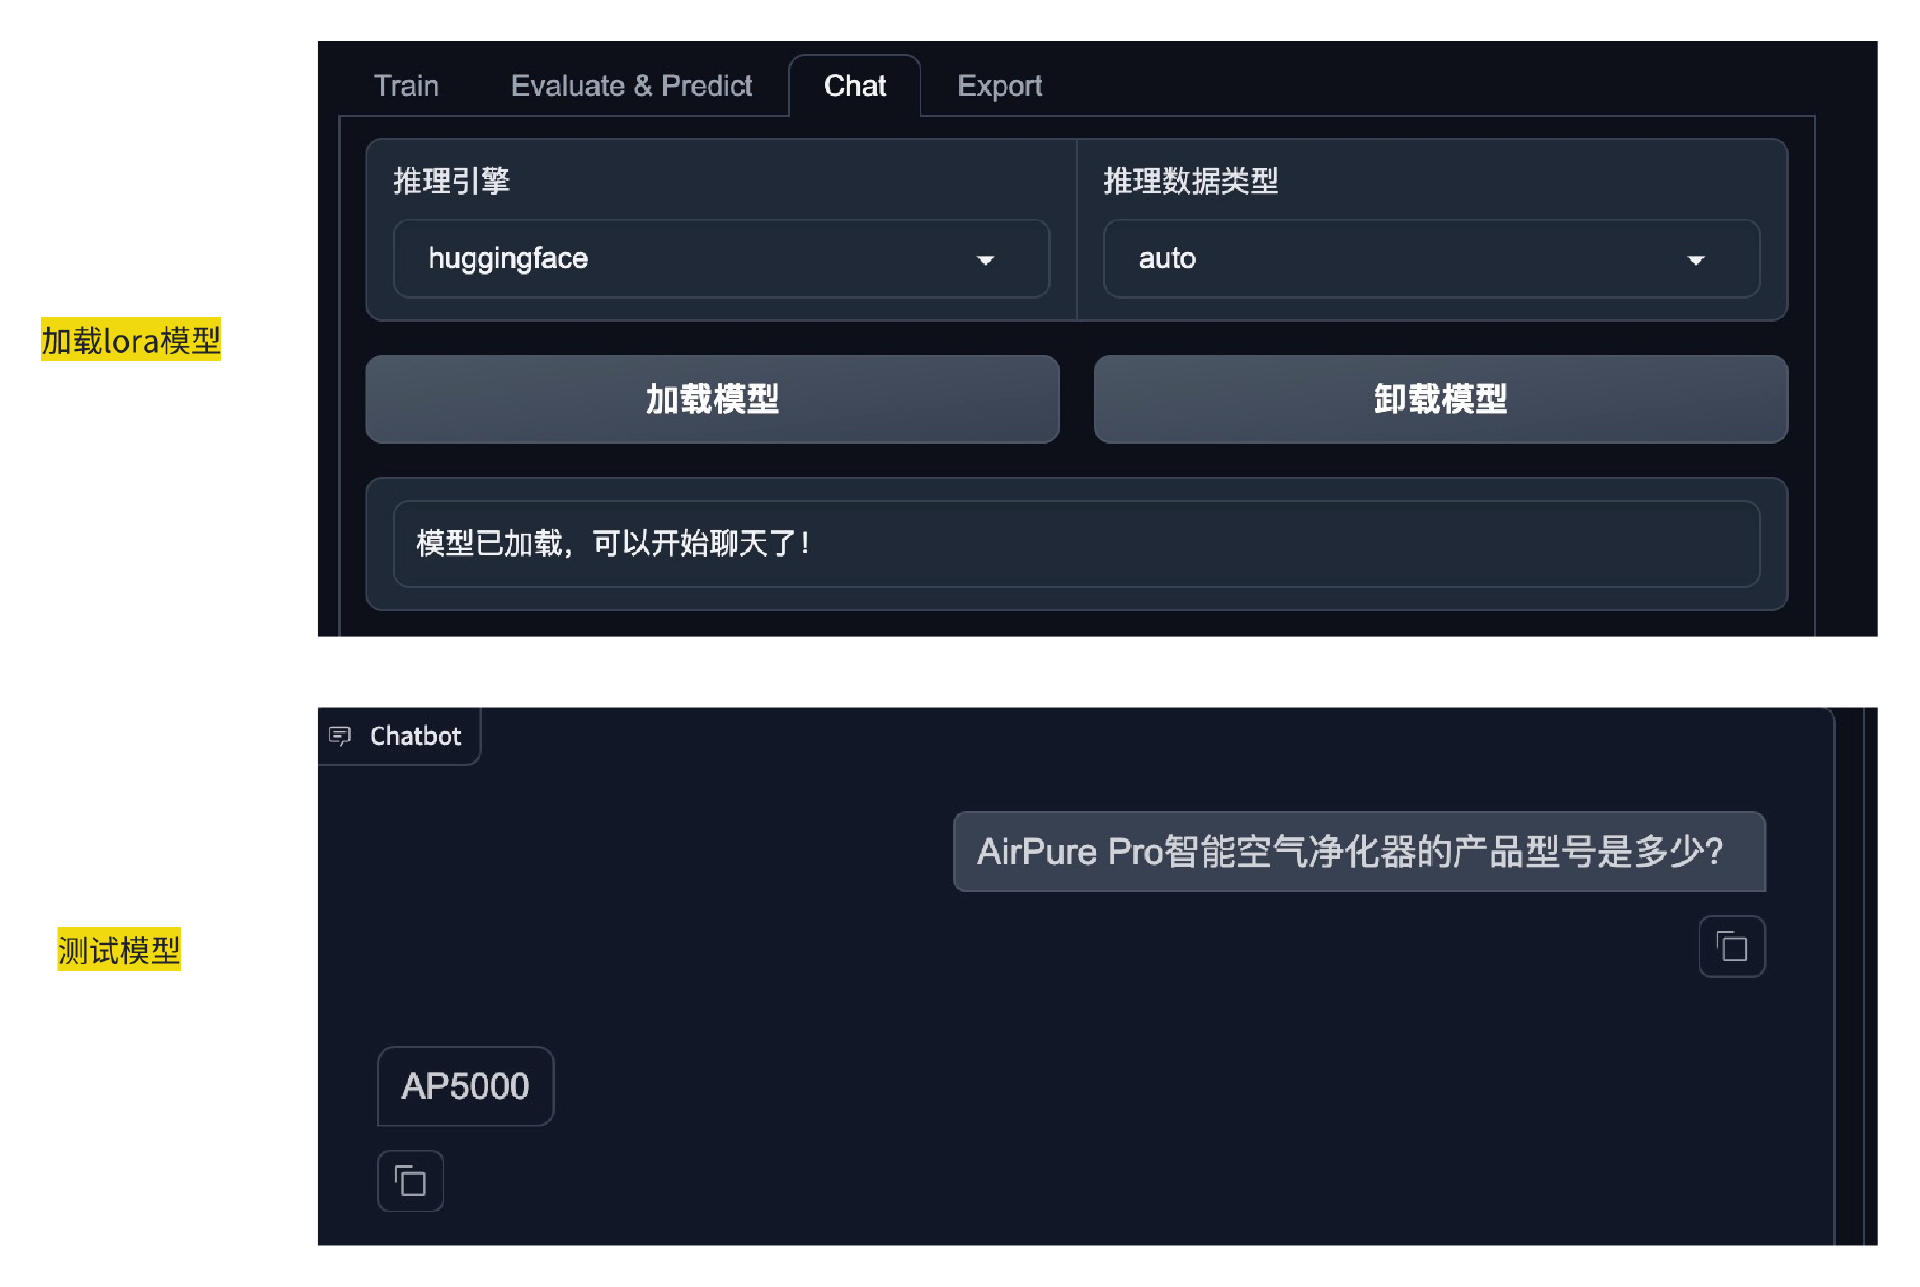 Train Evaluate & Predict Chat Export
推理引擎 推理数据类型
huggingface auto
加载lora模型
加载模型 卸载模型
模型已加载，可以开始聊天了！
Chatbot
AirPure Pro智能空气净化器的产品型号是多少？
测试模型
AP5000